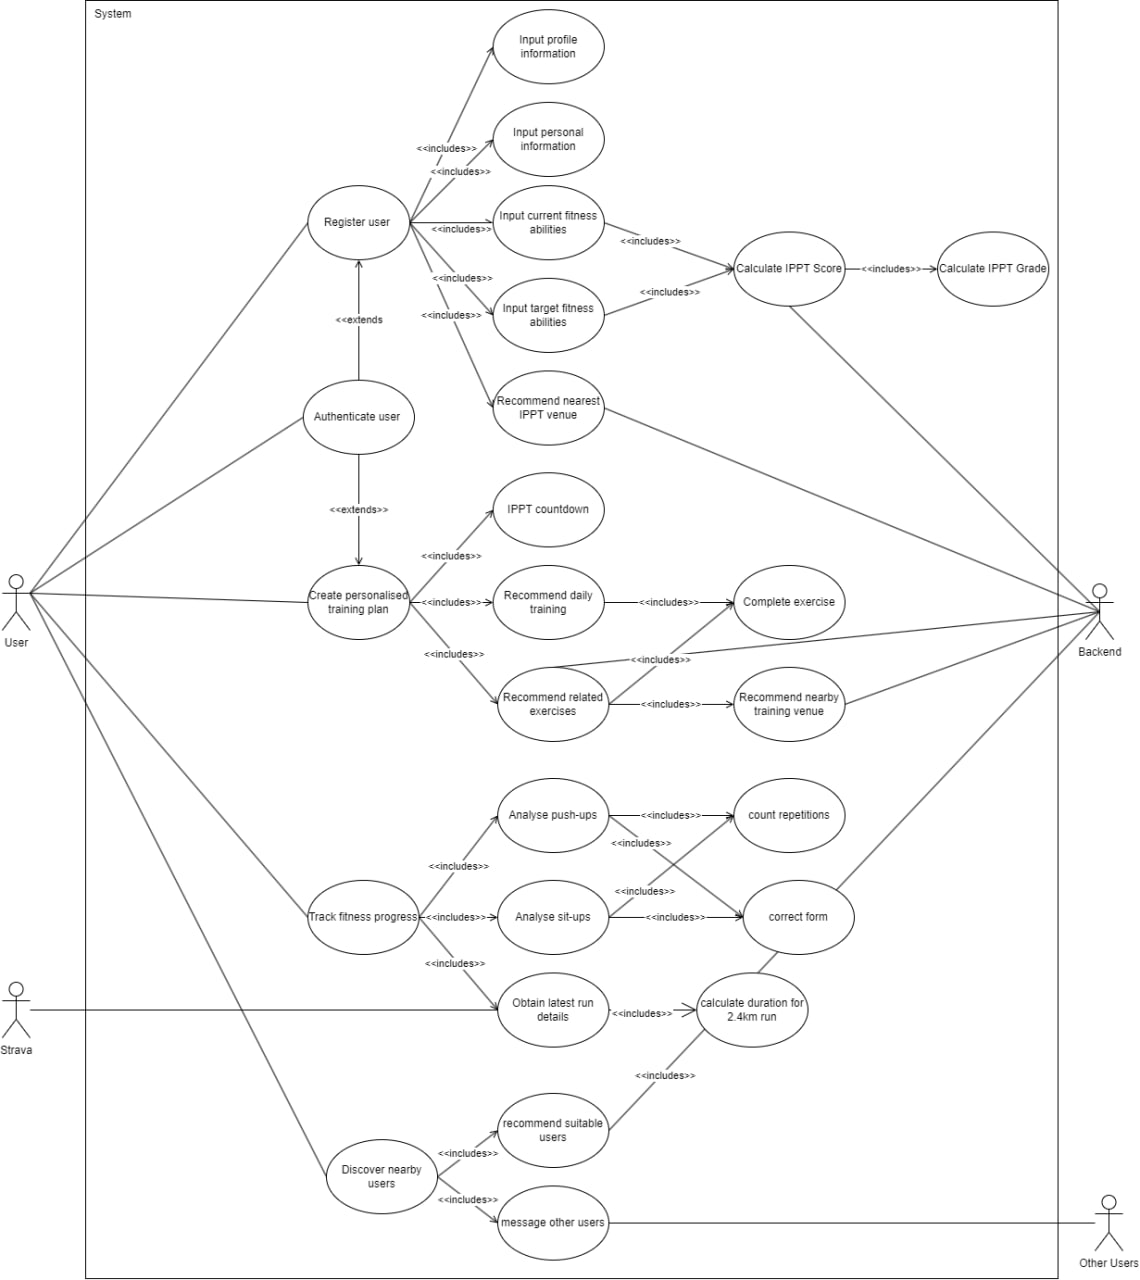 System
Input profile
information
<<includes>>
Input personal
information
<<includes>>
Register user
Input current fitness
abilities
<<includes>>
<<includes>>
Calculate IPPT Score
<<includes>>
Calculate IPPT Grade
<<includes>>
<<includes>>
Input target fitness
abilities
<<includes>>
<<extends
Recommend nearest
IPPT venue
Authenticate user
<<extends>>
IPPT countdown
<<includes>>
Create personalised
training plan
<<includes>>
Recommend daily
training
<<includes>>
Complete exercise
User
Backend
<<includes>>
<<includes>>
Recommend related
exercises
<<includes>>
Recommend nearby
training venue
Analyse push-ups
<<includes>>
count repetitions
<<includes>>
<<includes>>
<<includes>>
Track fitness progress
<<includes>>
Analyse sit-ups
<<includes>>
correct form
<<includes>>
Strava
Obtain latest run
details
<<includes>>
calculate duration for
2.4km run
<<includes>>
recommend suitable
users
<<includes>>
Discover nearby
users
<<includes>>
message other users
Other Users